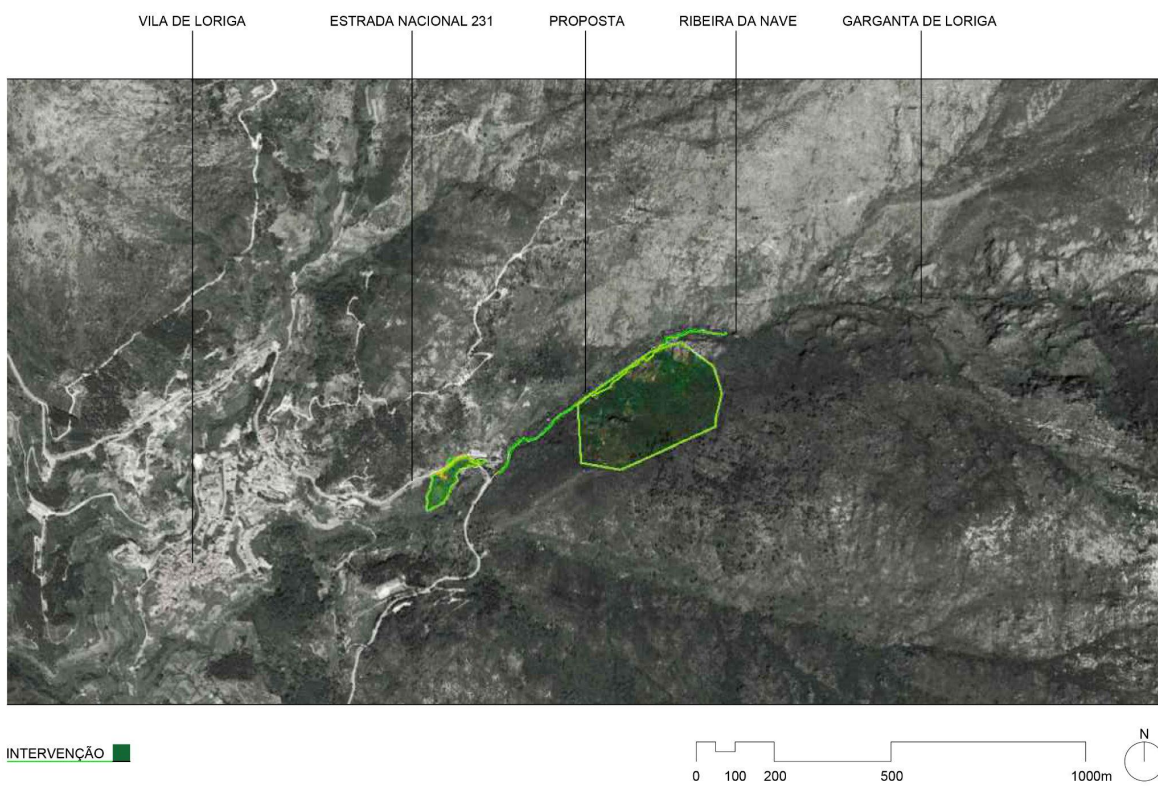 VILA DE LORIGA
ESTRADA NACIONAL 231
PROPOSTA
RIBEIRA DA NAVE
GARGANTA DE LORIGA
INTERVENÇÃO
0 100 200 500 1000m
N